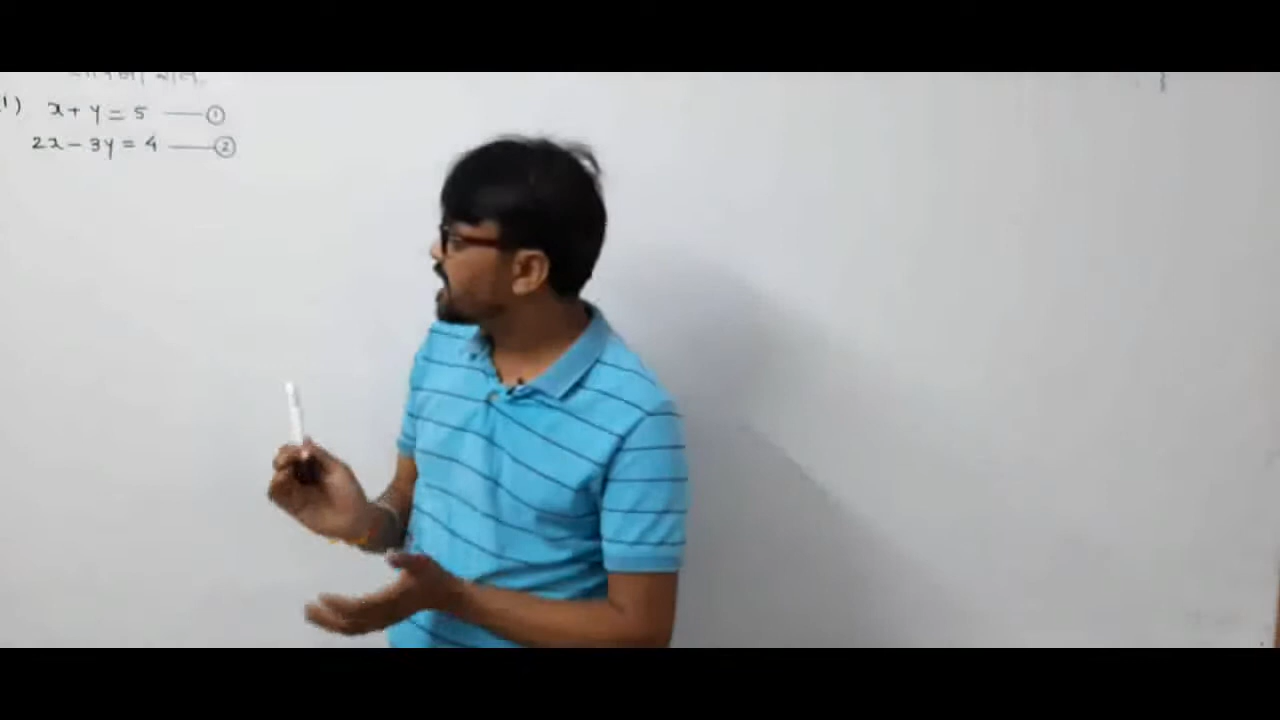 (1) x + y = 5 —— ①
2x - 3y = 4 —— ②